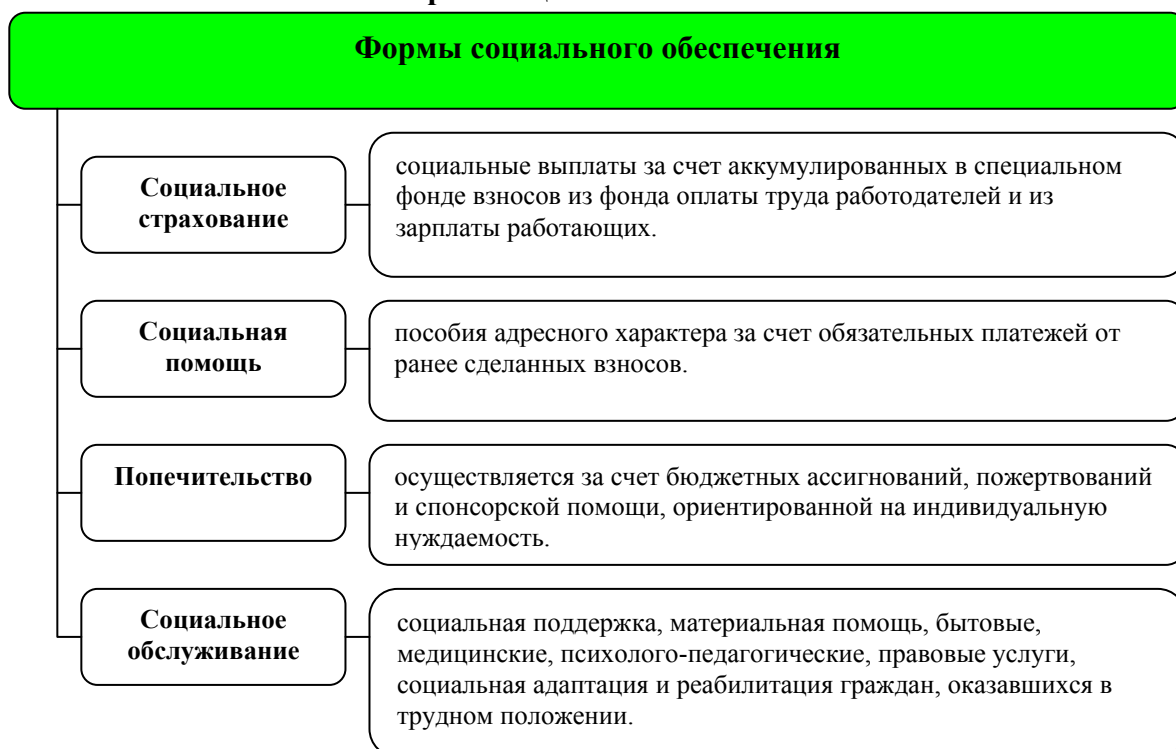 Формы социального обеспечения
Социальное
страхование
социальные выплаты за счет аккумулированных в специальном
фонде взносов из фонда оплаты труда работодателей и из
зарплаты работающих.
Социальная
помощь
пособия адресного характера за счет обязательных платежей от
ранее сделанных взносов.
Попечительство
осуществляется за счет бюджетных ассигнований, пожертвований
и спонсорской помощи, ориентированной на индивидуальную
нуждаемость.
Социальное
обслуживание
социальная поддержка, материальная помощь, бытовые,
медицинские, психолого-педагогические, правовые услуги,
социальная адаптация и реабилитация граждан, оказавшихся в
трудном положении.